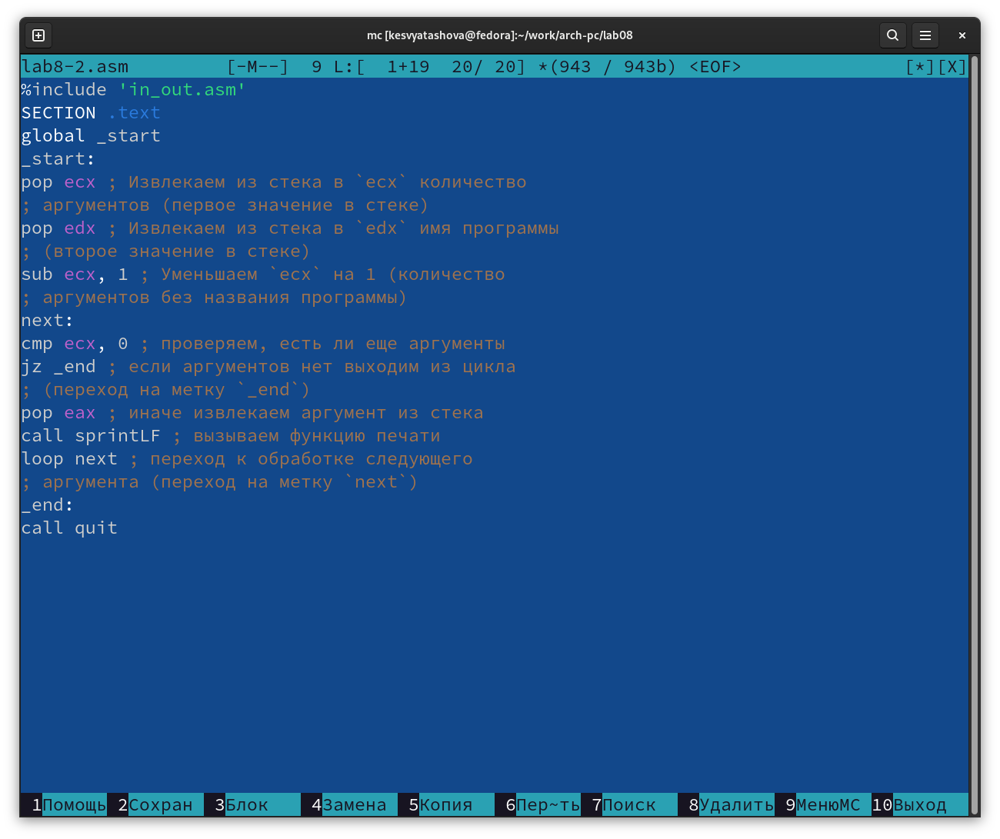 mc [kesvyatashova@fedora]:~/work/arch-pc/lab08
lab8-2.asm [-M--] 9 L:[ 1+19 20/ 20] *(943 / 943b) <EOF> [*][X]
%include 'in_out.asm'
SECTION .text
global _start
_start:
pop ecx ; Извлекаем из стека в `ecx` количество
; аргументов (первое значение в стеке)
pop edx ; Извлекаем из стека в `edx` имя программы
; (второе значение в стеке)
sub ecx, 1 ; Уменьшаем `ecx` на 1 (количество
; аргументов без названия программы)
next:
cmp ecx, 0 ; проверяем, есть ли еще аргументы
jz _end ; если аргументов нет выходим из цикла
; (переход на метку `_end`)
pop eax ; иначе извлекаем аргумент из стека
call sprintLF ; вызываем функцию печати
loop next ; переход к обработке следующего
; аргумента (переход на метку `next`)
_end:
call quit
1Помощь 2Сохран 3Блок 4Замена 5Копия 6Пер~ть 7Поиск 8Удалить 9МенюМС 10Выход